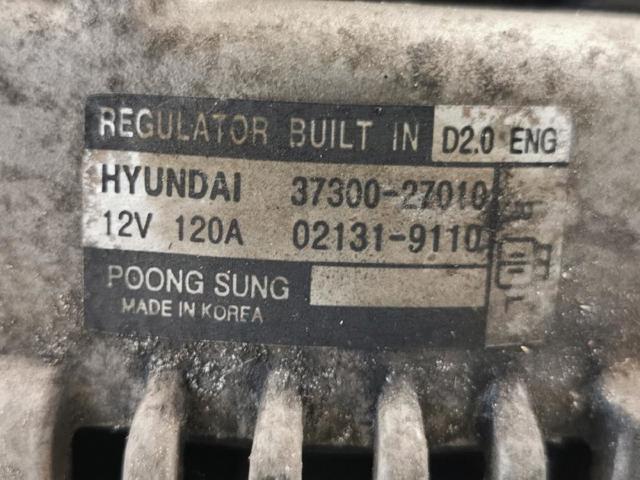 REGULATOR BUILT IN D2.0 ENG
HYUNDAI 37300-27010
12V 120A 02131-9110
POONG SUNG
MADE IN KOREA
R
L